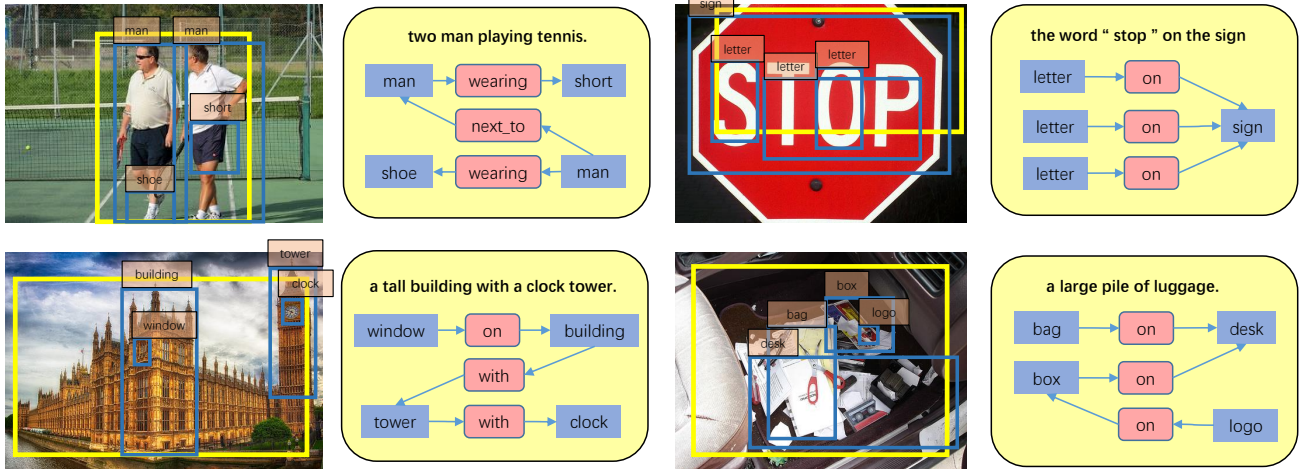 man man
short
shoe
two man playing tennis.
man wearing short
next_to
shoe wearing man
sign
letter letter
letter
STOP
the word “ stop ” on the sign
letter on
letter on sign
letter on
tower
building clock
window
a tall building with a clock tower.
window on building
with
tower with clock
box
bag logo
desk
a large pile of luggage.
bag on desk
box on
on logo